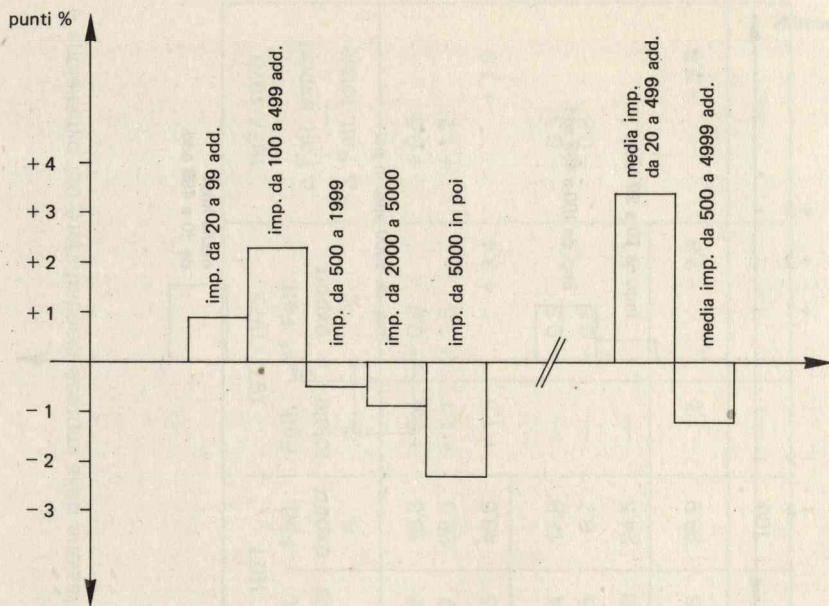 punti %
+4
+3
+2
+1
-1
-2
-3
imp. da 20 a 99 add.
imp. da 100 a 499 add.
imp. da 500 a 1999
imp. da 2000 a 5000
imp. da 5000 in poi
media imp.
da 20 a 499 add.
media imp. da 500 a 4999 add.